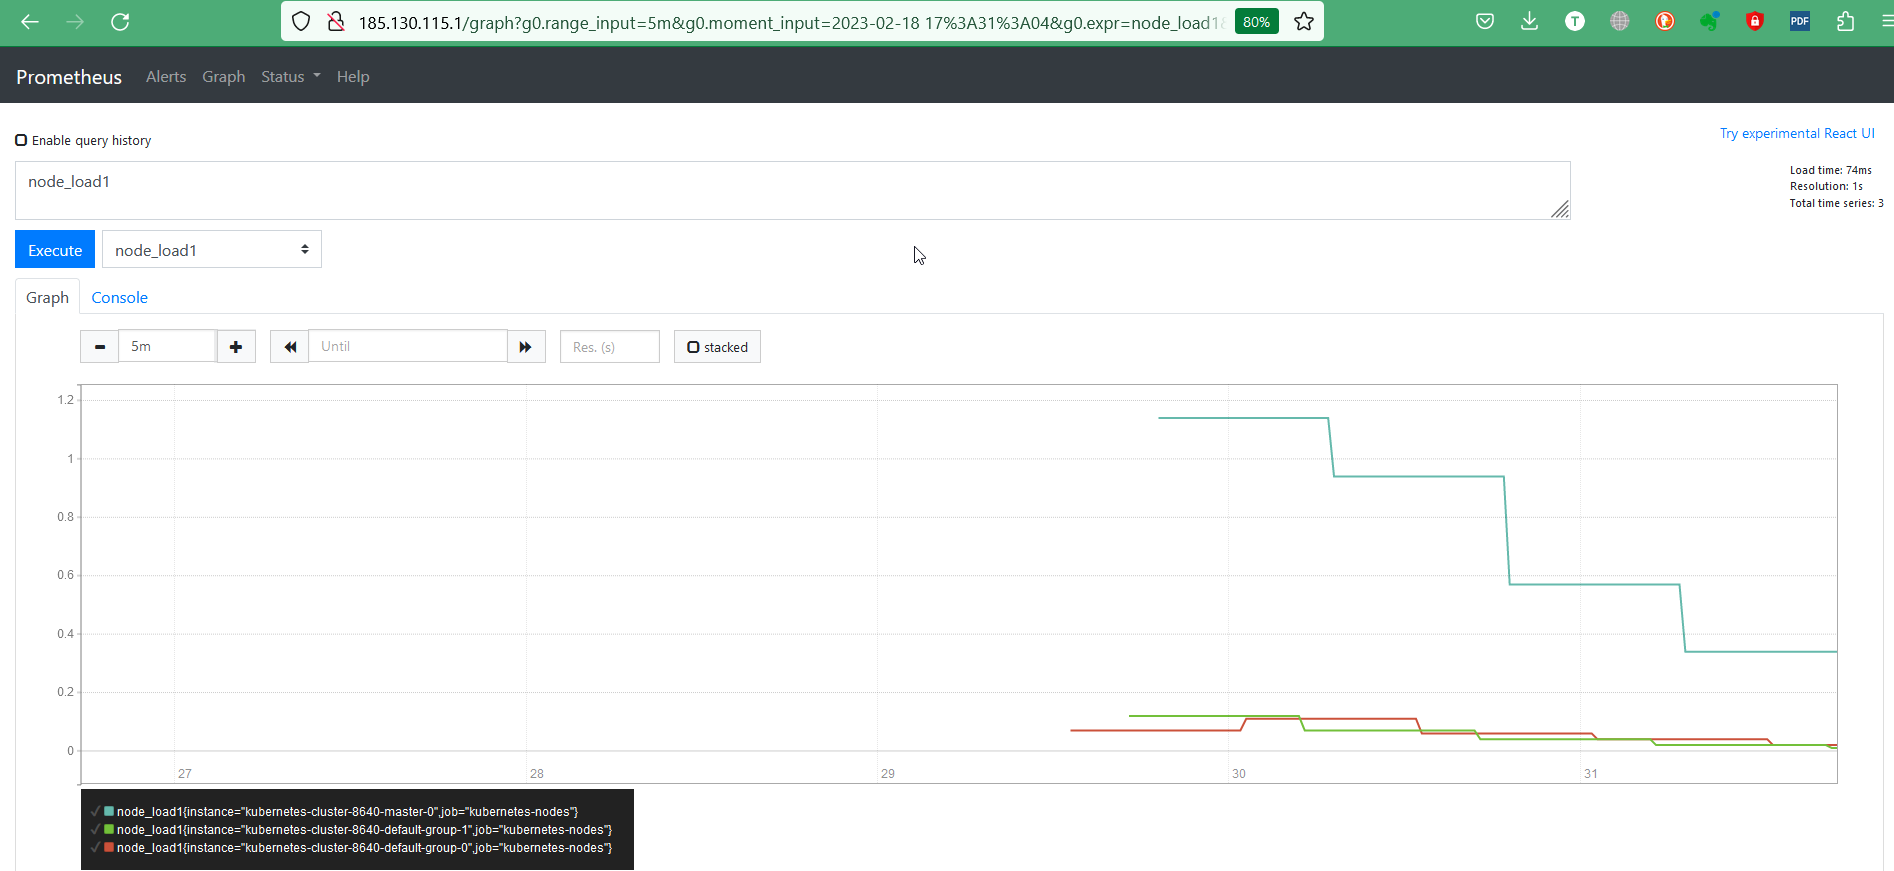 185.130.115.1/graph?g0.range_input=5m&g0.moment_input=2023-02-18 17%3A31%3A04&g0.expr=node_load1&
80%
T
PDF
Prometheus Alerts Graph Status Help
Enable query history
Try experimental React UI
node_load1
Load time: 74ms
Resolution: 1s
Total time series: 3
Execute node_load1
Graph Console
5m Until Res. (s) stacked
1.2
1
0.8
0.6
0.4
0.2
0
27 28 29 30 31
node_load1{instance="kubernetes-cluster-8640-master-0",job="kubernetes-nodes"}
node_load1{instance="kubernetes-cluster-8640-default-group-1",job="kubernetes-nodes"}
node_load1{instance="kubernetes-cluster-8640-default-group-0",job="kubernetes-nodes"}